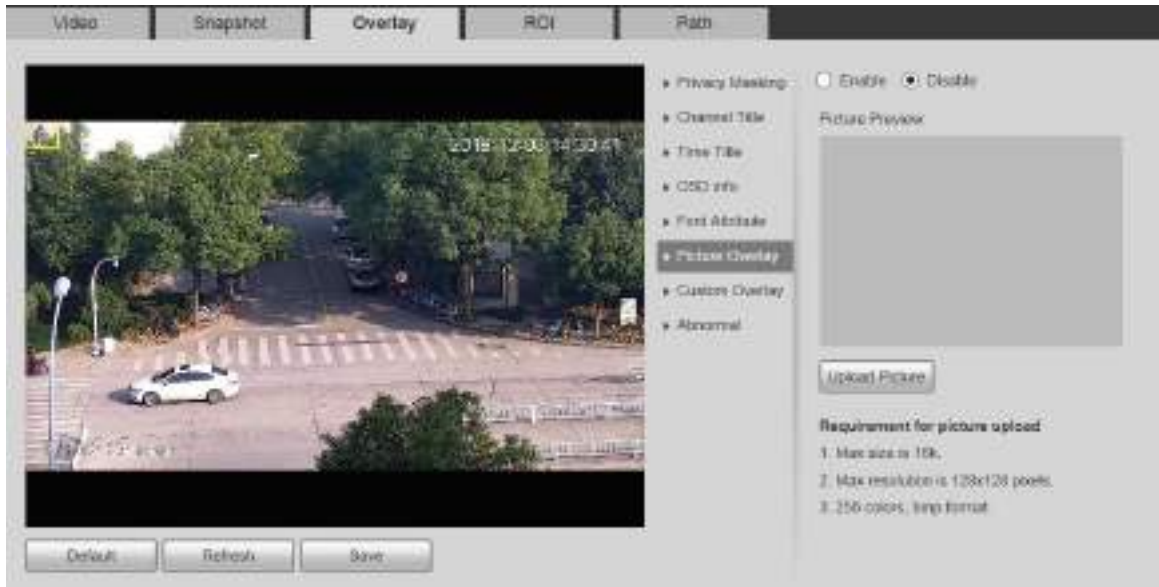 Video
Snapshot
Overlay
ROI
Path
2018-12-03 14:30:41
Privacy Masking
Channel Title
Time Title
OSD info
Font Attribute
Picture Overlay
Custom Overlay
Abnormal
Enable
Disable
Picture Preview
Upload Picture
Requirement for picture upload
1. Max size is 16k.
2. Max resolution is 128x128 pixels.
3. 256 colors, bmp format.
Default
Refresh
Save